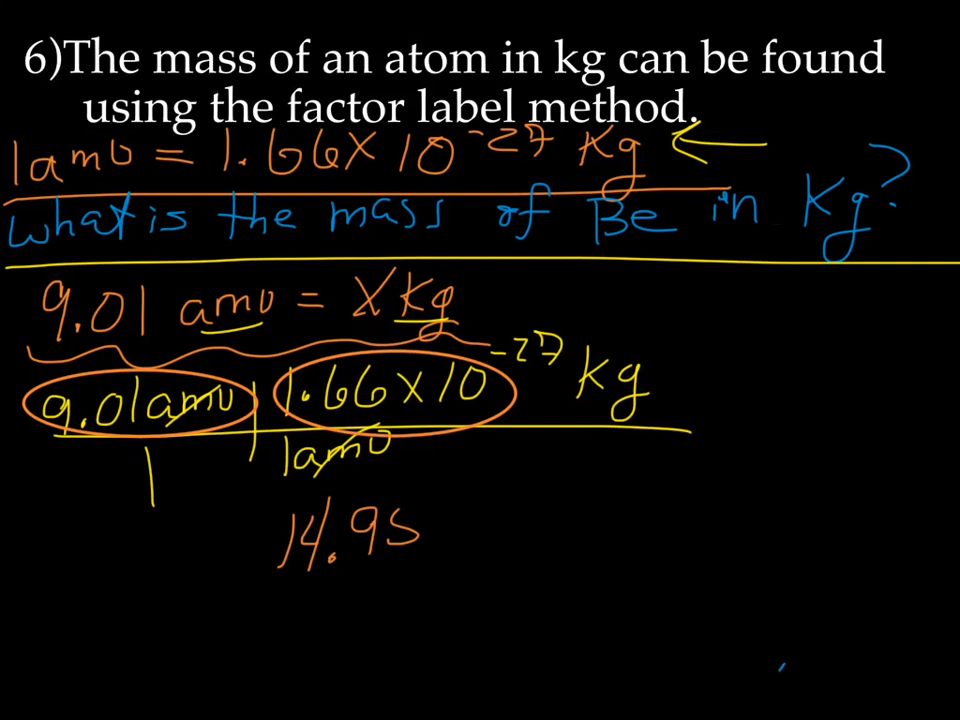 6)The mass of an atom in kg can be found
using the factor label method.
1amu = 1.66X10^-27 Kg
What is the mass of Be in Kg?
9.01 amu = X kg
9.01amu | 1.66x10^-27 Kg
1 1amu
14.95